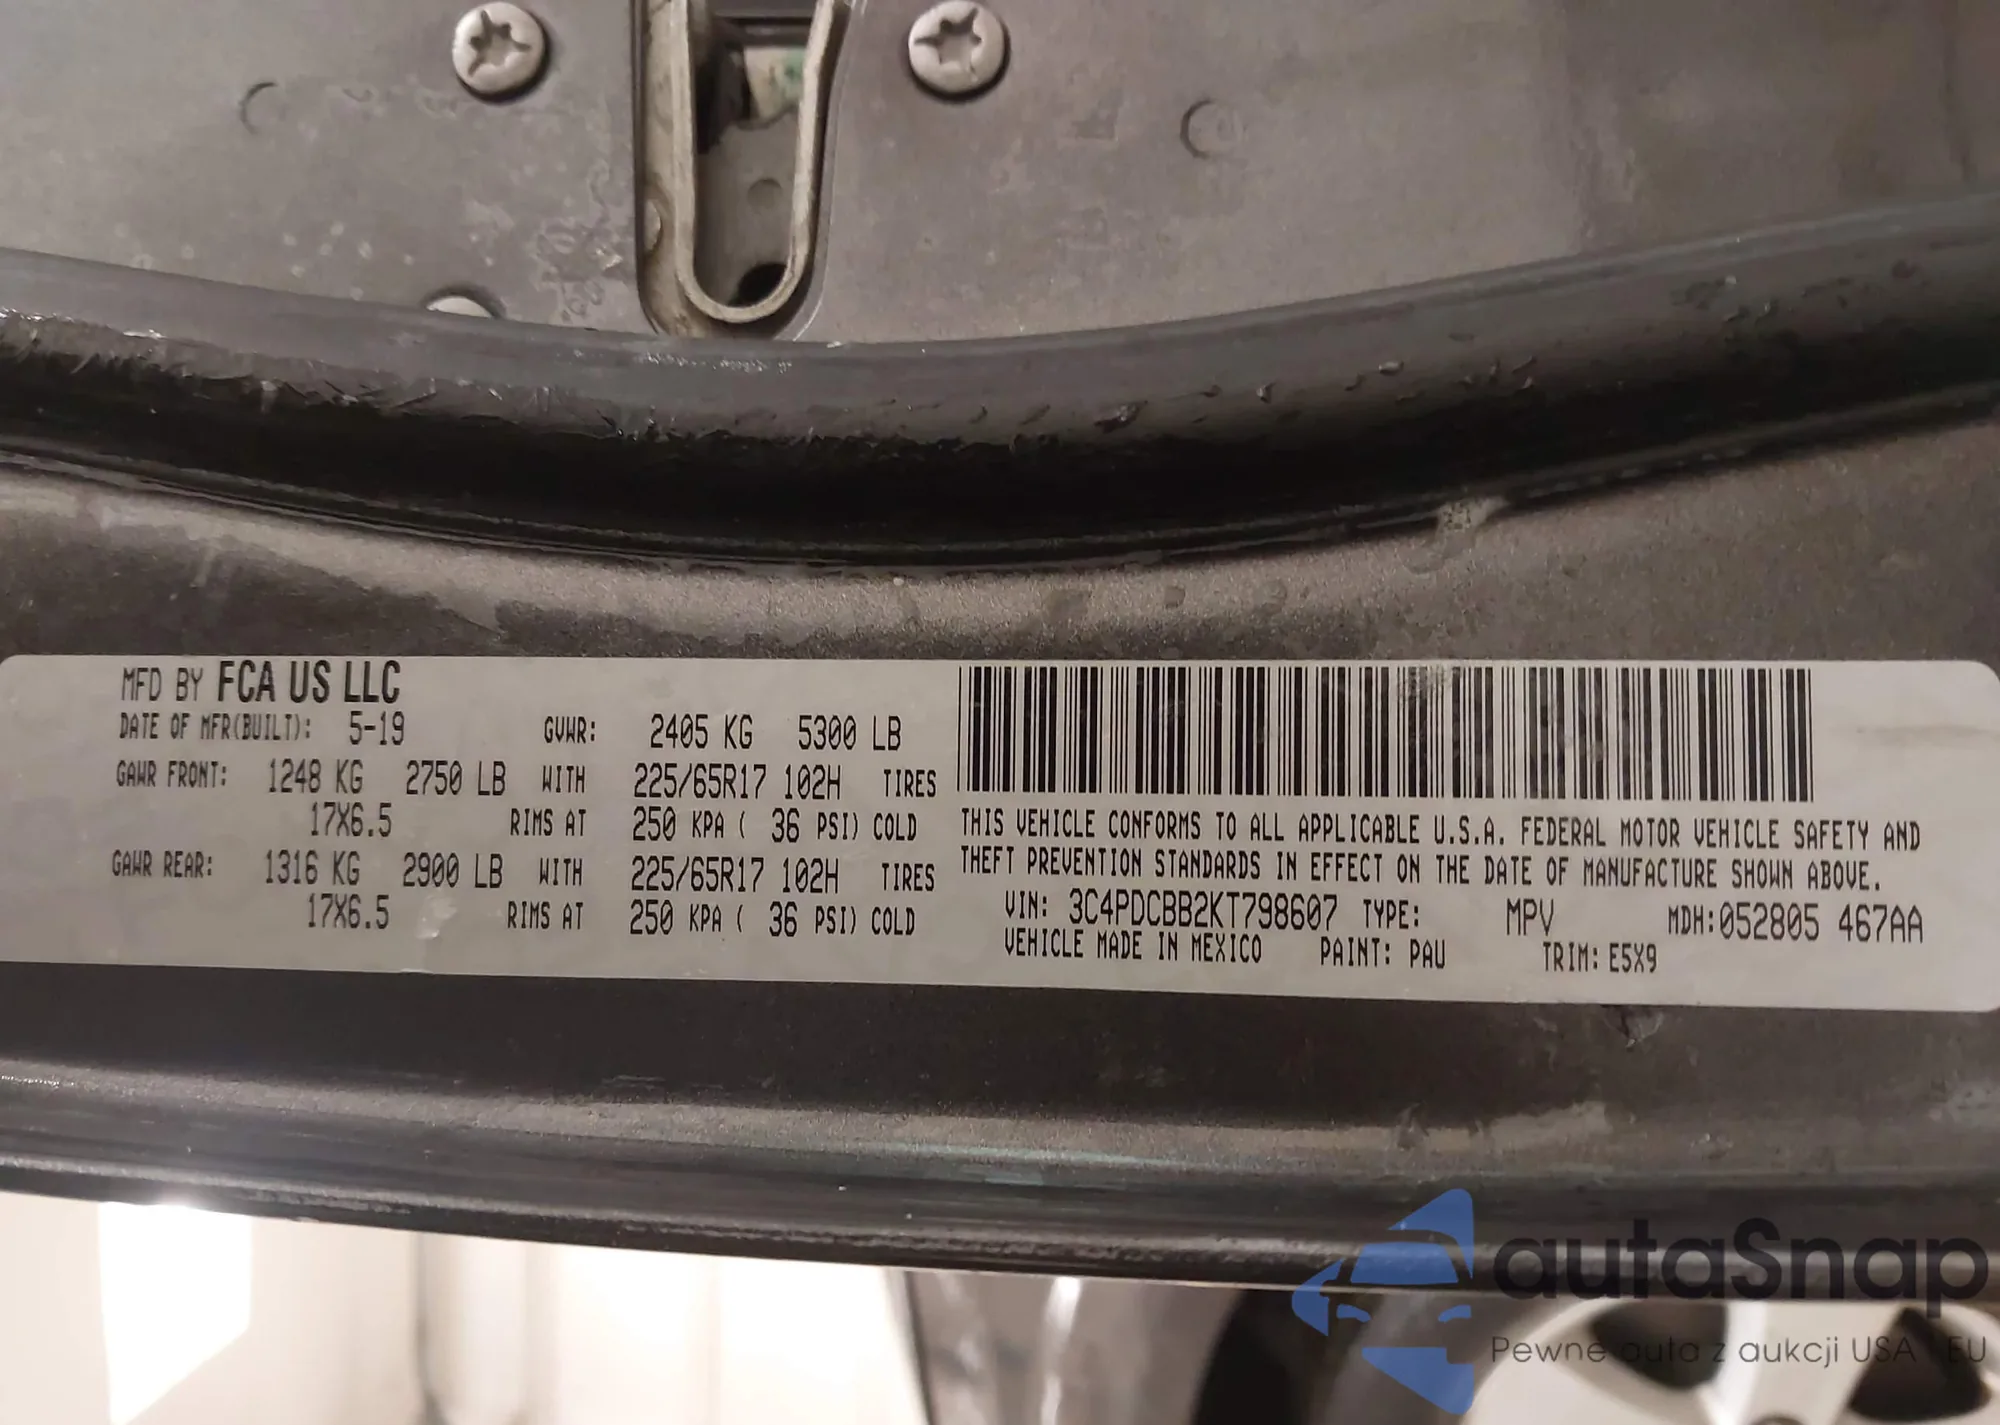 MFD BY FCA US LLC
DATE OF MFR(BUILT): 5-19 GVWR: 2405 KG 5300 LB
GAWR FRONT: 1248 KG 2750 LB WITH 225/65R17 102H TIRES
17X6.5 RIMS AT 250 KPA ( 36 PSI) COLD
GAWR REAR: 1316 KG 2900 LB WITH 225/65R17 102H TIRES
17X6.5 RIMS AT 250 KPA ( 36 PSI) COLD
THIS VEHICLE CONFORMS TO ALL APPLICABLE U.S.A. FEDERAL MOTOR VEHICLE SAFETY AND
THEFT PREVENTION STANDARDS IN EFFECT ON THE DATE OF MANUFACTURE SHOWN ABOVE.
VIN: 3C4PDCBB2KT798607 TYPE: MPV MDH:052805 467AA
VEHICLE MADE IN MEXICO PAINT: PAU TRIM: E5X9
autaSnap
Pewne auta z aukcji USA EU